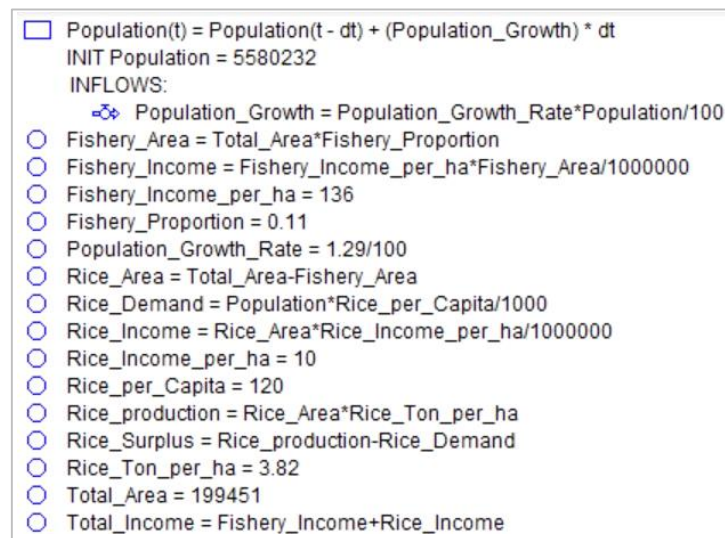 Population(t) = Population(t - dt) + (Population_Growth) * dt
INIT Population = 5580232
INFLOWS:
Population_Growth = Population_Growth_Rate*Population/100
Fishery_Area = Total_Area*Fishery_Proportion
Fishery_Income = Fishery_Income_per_ha*Fishery_Area/1000000
Fishery_Income_per_ha = 136
Fishery_Proportion = 0.11
Population_Growth_Rate = 1.29/100
Rice_Area = Total_Area-Fishery_Area
Rice_Demand = Population*Rice_per_Capita/1000
Rice_Income = Rice_Area*Rice_Income_per_ha/1000000
Rice_Income_per_ha = 10
Rice_per_Capita = 120
Rice_production = Rice_Area*Rice_Ton_per_ha
Rice_Surplus = Rice_production-Rice_Demand
Rice_Ton_per_ha = 3.82
Total_Area = 199451
Total_Income = Fishery_Income+Rice_Income